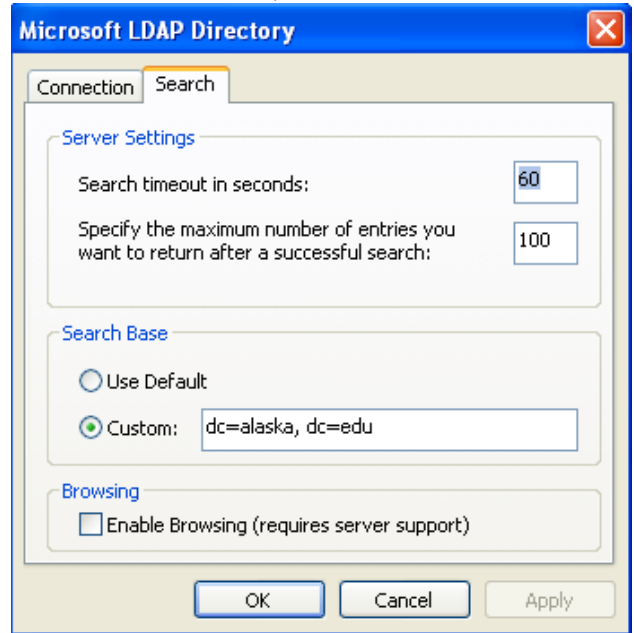 Microsoft LDAP Directory
Connection
Search
Server Settings
Search timeout in seconds:
60
Specify the maximum number of entries you
want to return after a successful search:
100
Search Base
Use Default
Custom:
dc=alaska, dc=edu
Browsing
Enable Browsing (requires server support)
OK
Cancel
Apply